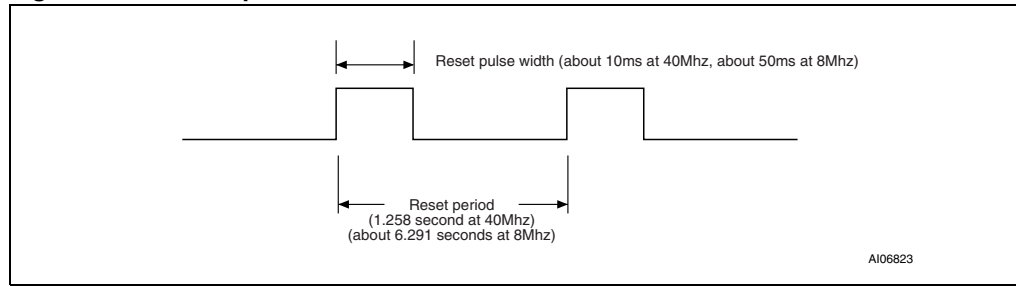 Reset pulse width (about 10ms at 40Mhz, about 50ms at 8Mhz)
Reset period
(1.258 second at 40Mhz)
(about 6.291 seconds at 8Mhz)
AI06823